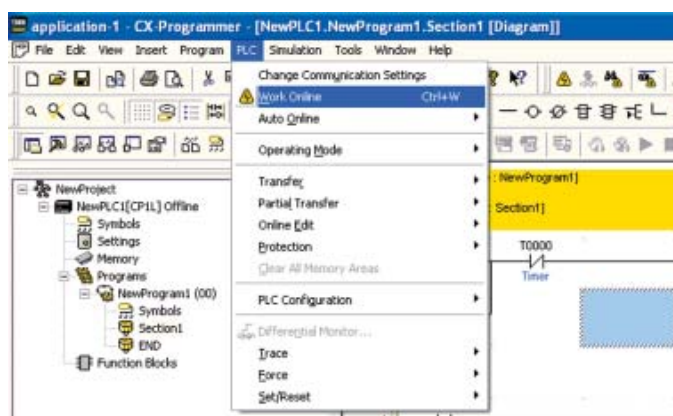 application-1 - CX-Programmer - [NewPLC1.NewProgram1.Section1 [Diagram]]
File Edit View Insert Program PLC Simulation Tools Window Help
Change Communication Settings
Work Online Ctrl+W
Auto Online
Operating Mode
Transfer
Partial Transfer
Online Edit
Protection
Clear All Memory Areas
PLC Configuration
Differential Monitor...
Trace
Force
Set/Reset
NewProject
NewPLC1[CP1L] Offline
Symbols
Settings
Memory
Programs
NewProgram1 (00)
Symbols
Section1
END
Function Blocks
: NewProgram1]
: Section1]
T0000
Timer